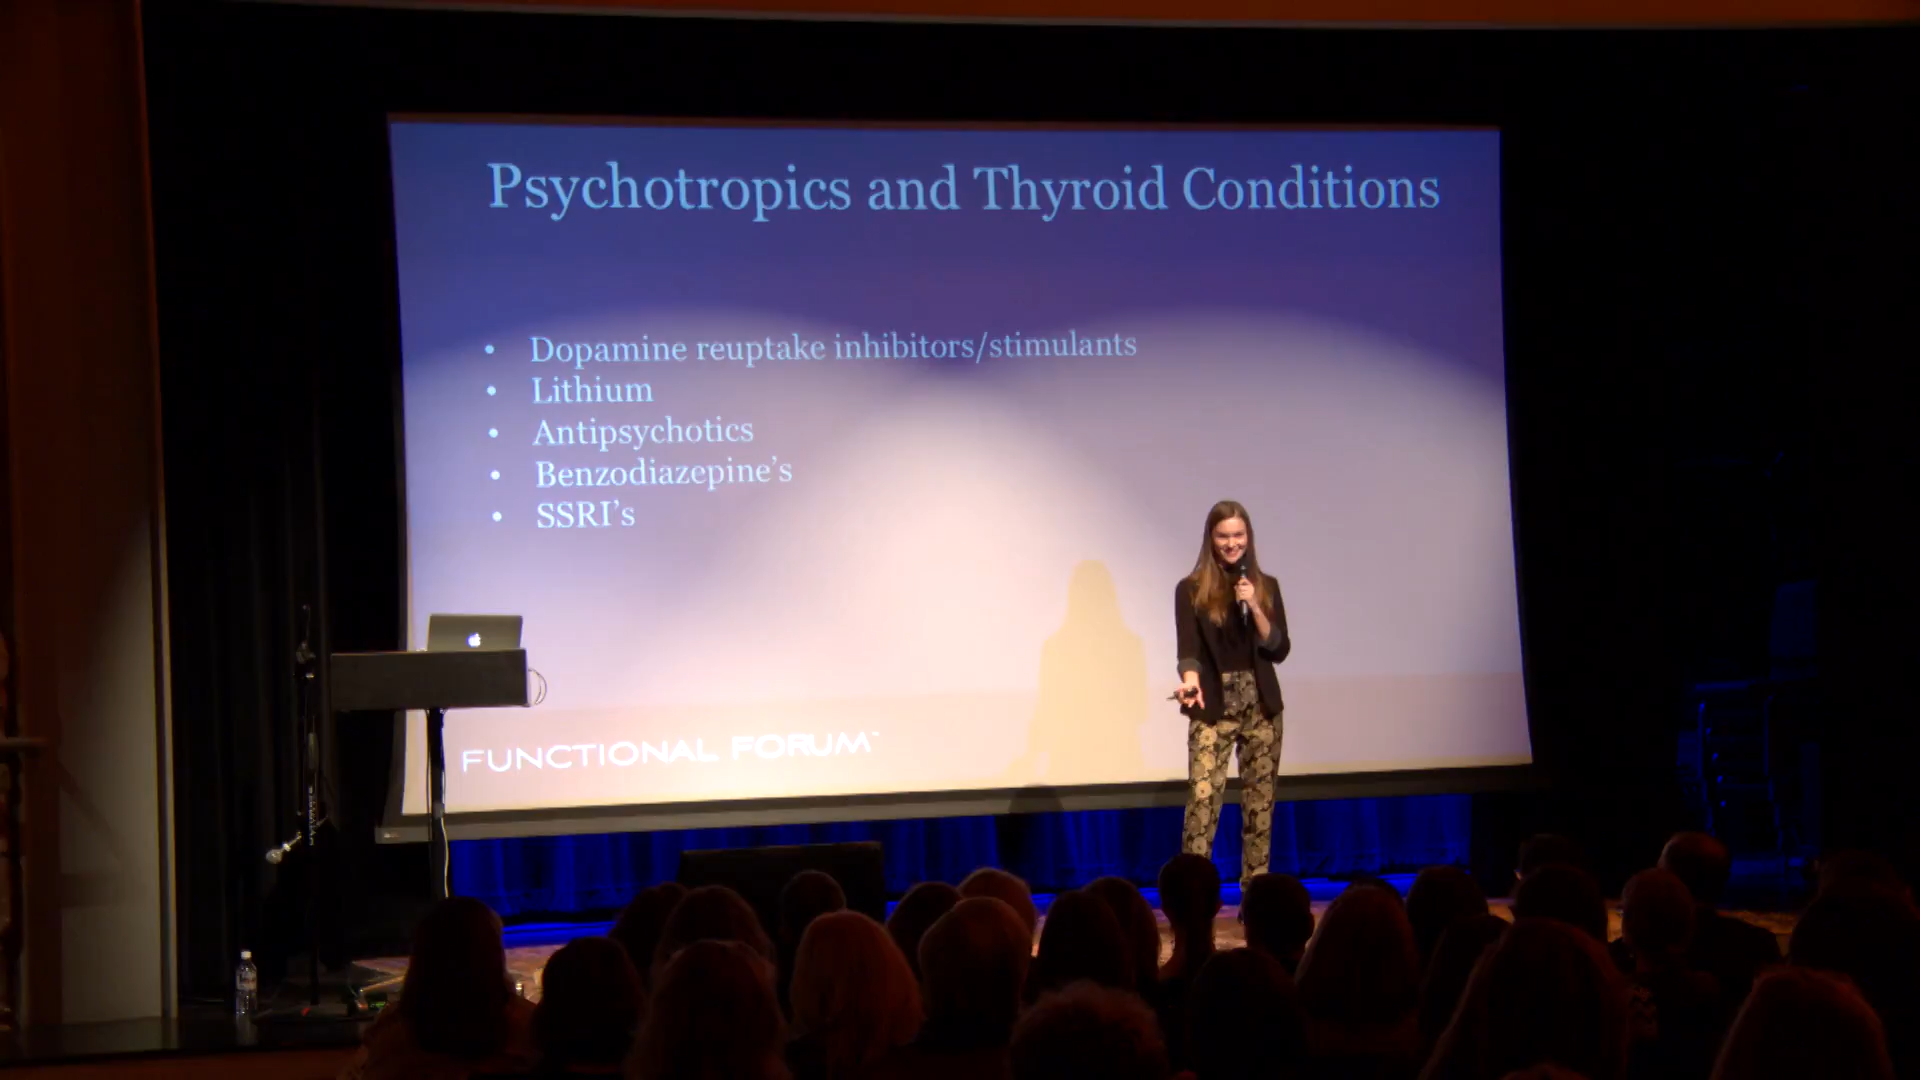 Psychotropics and Thyroid Conditions
• Dopamine reuptake inhibitors/stimulants
• Lithium
• Antipsychotics
• Benzodiazepine’s
• SSRI’s
FUNCTIONAL FORUM™